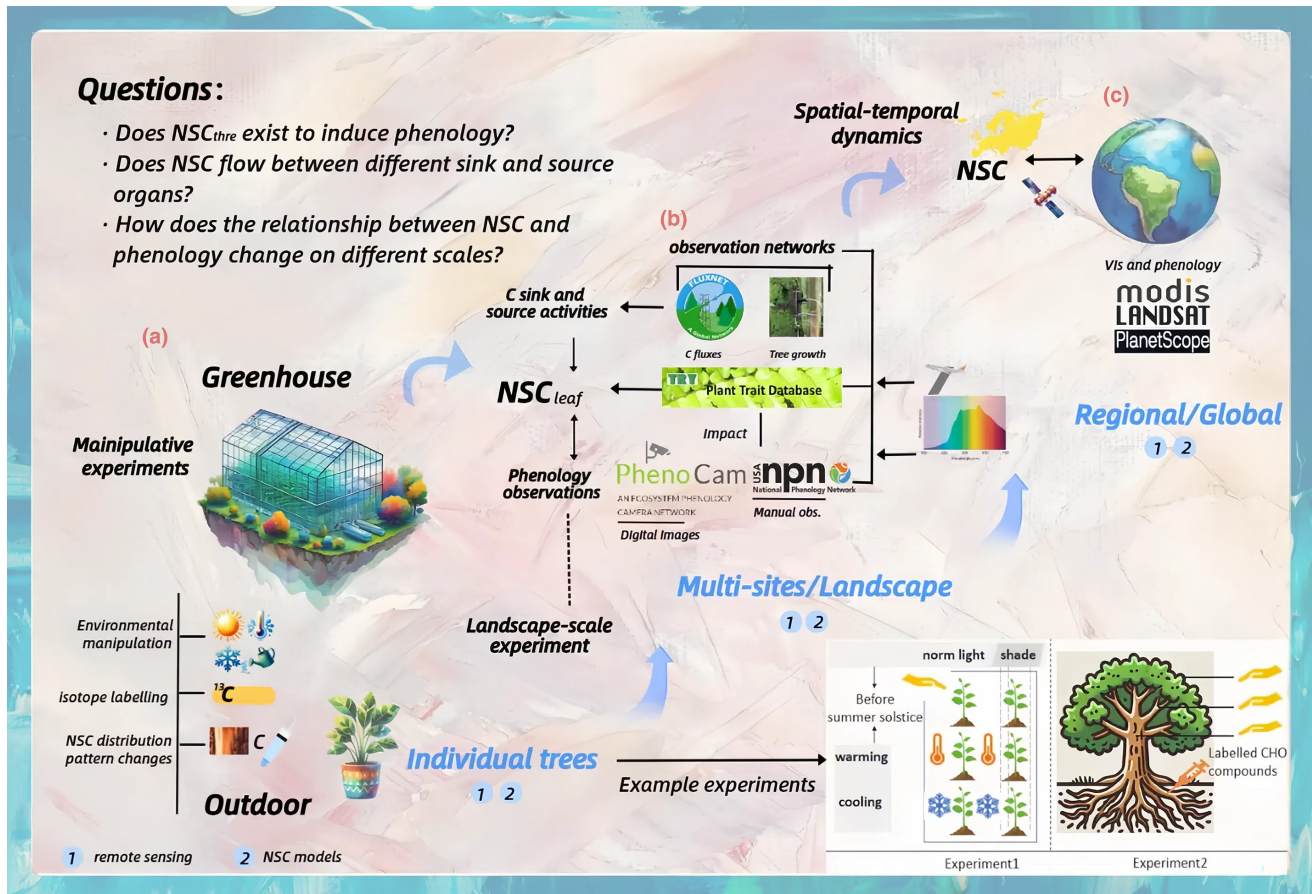 Questions:
· Does NSCthre exist to induce phenology?
· Does NSC flow between different sink and source
organs?
· How does the relationship between NSC and
phenology change on different scales?
(a)
Greenhouse
Mainipulative
experiments
Environmental
manipulation
isotope labelling
13C
NSC distribution
pattern changes
C
Outdoor
Individual trees
1 2
1 remote sensing
2 NSC models
(b)
observation networks
C sink and
source activities
FLUXNET
A Global Network
C fluxes
Tree growth
NSC leaf
TRY Plant Trait Database
Impact
Phenology
observations
PhenoCam
AN ECOSYSTEM PHENOLOGY
CAMERA NETWORK
Digital Images
USA npn
National Phenology Network
Manual obs.
Landscape-scale
experiment
Multi-sites/Landscape
1 2
(c)
Spatial-temporal
dynamics
NSC
VIs and phenology
modis
LANDSAT
PlanetScope
Regional/Global
1 2
Example experiments
norm light
shade
Before
summer solstice
warming
cooling
Experiment1
Labelled CHO
compounds
Experiment2